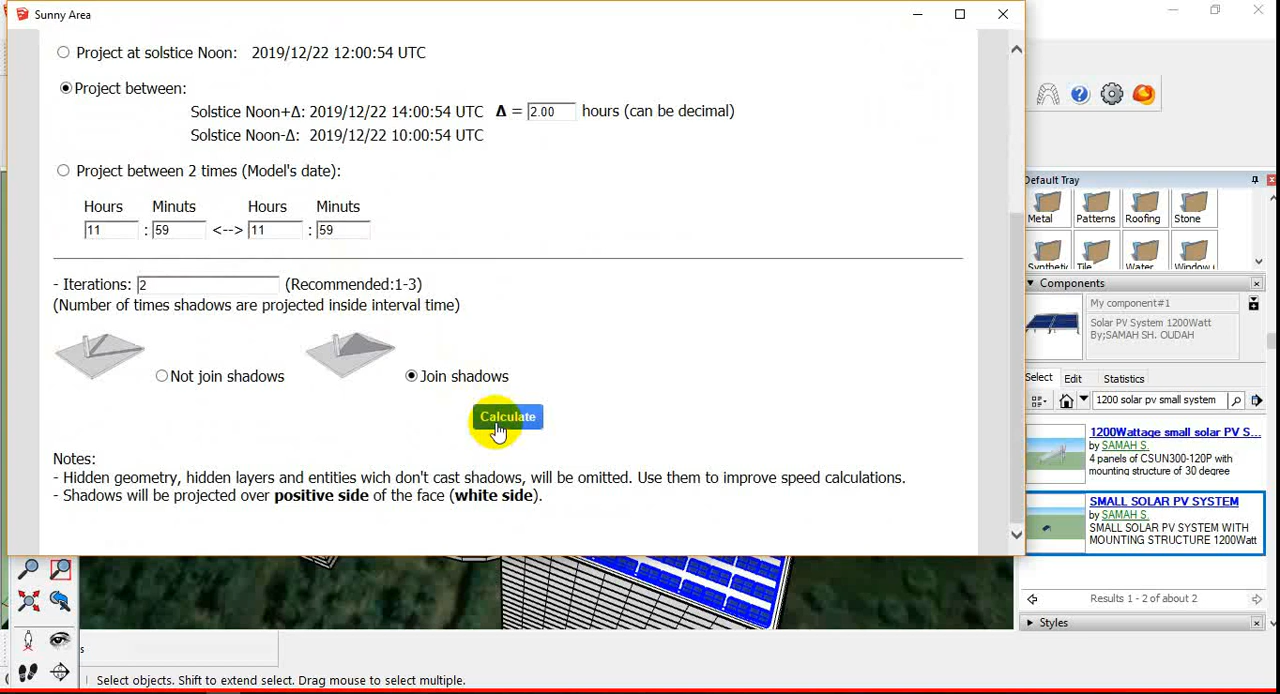 Sunny Area
Project at solstice Noon: 2019/12/22 12:00:54 UTC
Project between:
Solstice Noon+Δ: 2019/12/22 14:00:54 UTC Δ = 2.00 hours (can be decimal)
Solstice Noon-Δ: 2019/12/22 10:00:54 UTC
Project between 2 times (Model's date):
Hours Minuts Hours Minuts
11 : 59 <--> 11 : 59
- Iterations: 2 (Recommended:1-3)
(Number of times shadows are projected inside interval time)
Not join shadows Join shadows
Calculate
Notes:
- Hidden geometry, hidden layers and entities wich don't cast shadows, will be omitted. Use them to improve speed calculations.
- Shadows will be projected over positive side of the face (white side).
Default Tray
Metal Patterns Roofing Stone
Synthetic Tile Water
Components
My component#1
Solar PV System 1200Watt
By;SAMAH SH. OUDAH
Select Edit Statistics
1200 solar pv small system
1200Wattage small solar PV S...
by SAMAH S.
4 panels of CSUN300-120P with
mounting structure of 30 degree
SMALL SOLAR PV SYSTEM
by SAMAH S.
SMALL SOLAR PV SYSTEM WITH
MOUNTING STRUCTURE 1200Watt
Results 1 - 2 of about 2
Styles
Select objects. Shift to extend select. Drag mouse to select multiple.